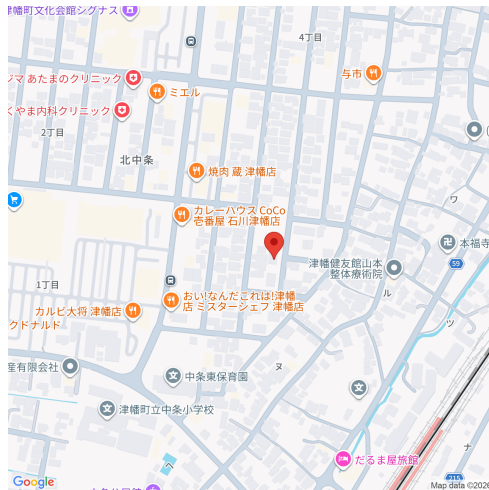 津幡町文化会館シグナス
4丁目
ジマ あたまのクリニック
与市
ミエル
くやま内科クリニック
2丁目
北中条
焼肉 蔵 津幡店
ワ
カレーハウス CoCo
壱番屋 石川津幡店
本福寺
津幡健友館山本
整体療術院
59
1丁目
ル
おい!なんだこれは!津幡
店 ミスターシェフ 津幡店
カルビ大将 津幡店
クドナルド
ツ
産有限会社
ヌ
中条東保育園
津幡町立中条小学校
ナ
だるま屋旅館
へ
215
Google
Map data ©2026